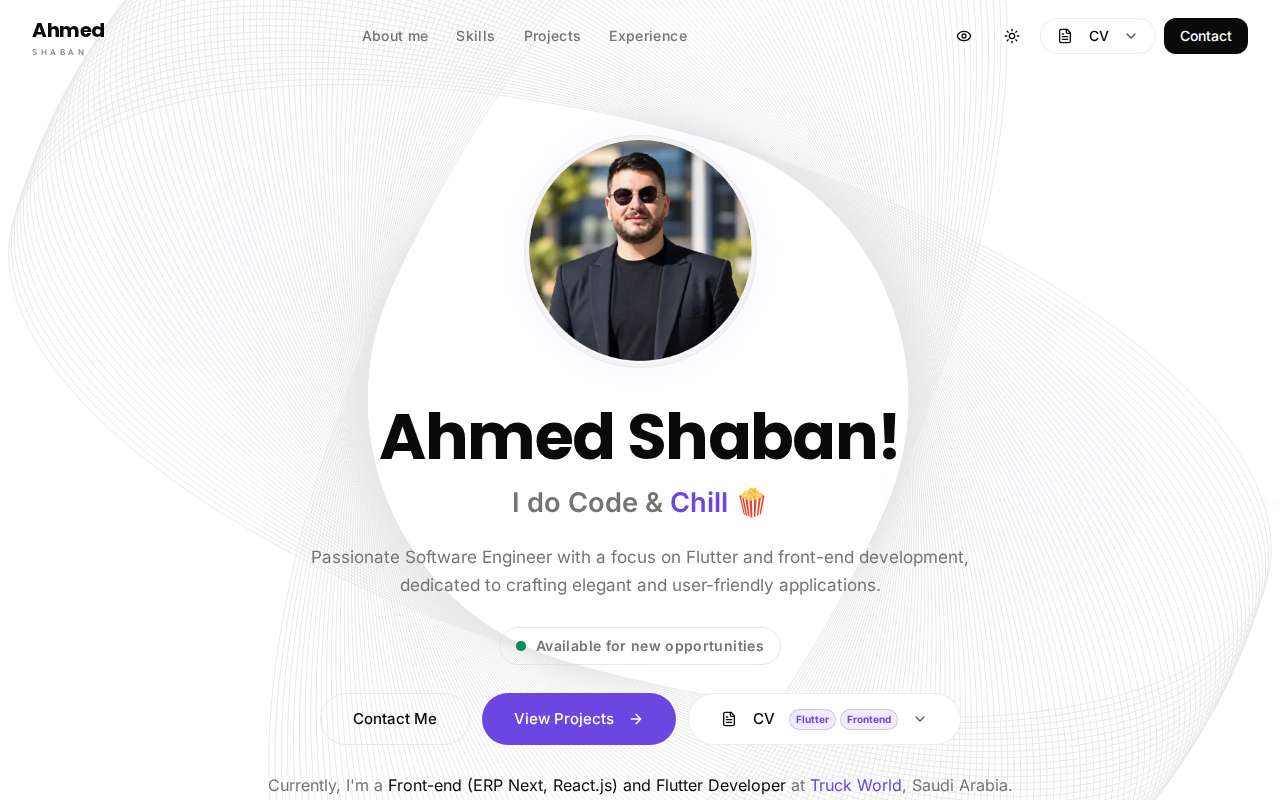 Ahmed
SHABAN
About me
Skills
Projects
Experience
CV
Contact
Ahmed Shaban!
I do Code & Chill 🍿
Passionate Software Engineer with a focus on Flutter and front-end development,
dedicated to crafting elegant and user-friendly applications.
Available for new opportunities
Contact Me
View Projects
CV
Flutter
Frontend
Currently, I'm a Front-end (ERP Next, React.js) and Flutter Developer at Truck World, Saudi Arabia.